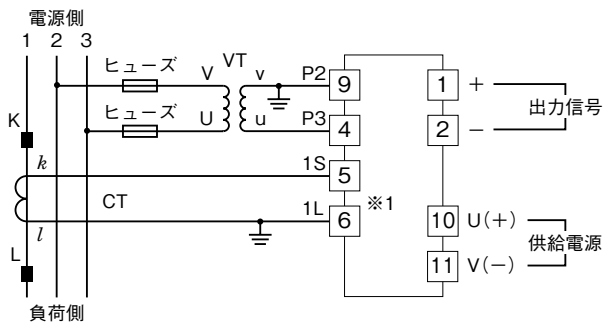 電源側
1 2 3
ヒューズ VT
V v P2 9 1 +
出力信号
ヒューズ
U u P3 4 2 −
K
k 1S 5
※1
CT
l 1L 6 10 U(+)
供給電源
L 11 V(−)
負荷側